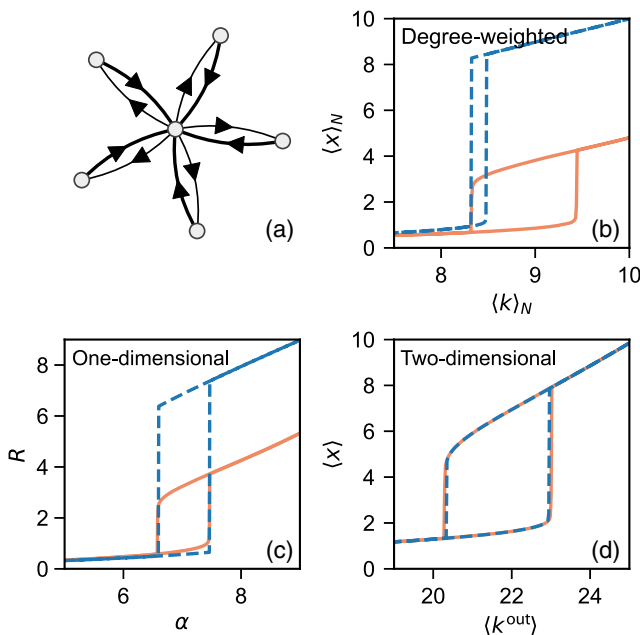 (a)
Degree-weighted
10
8
6
4
2
0
⟨x⟩N
8
9
10
⟨k⟩N
(b)
One-dimensional
8
6
4
2
0
R
6
8
α
(c)
Two-dimensional
10
8
6
4
2
0
⟨x⟩
20
22
24
⟨kout⟩
(d)